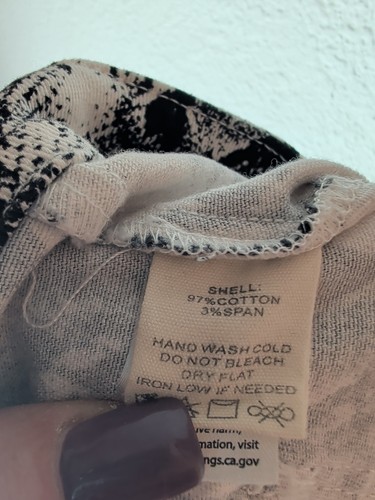 SHELL:
97%COTTON
3%SPAN
HAND WASH COLD
DO NOT BLEACH
DRY FLAT
IRON LOW IF NEEDED
mation, visit
ngs.ca.gov